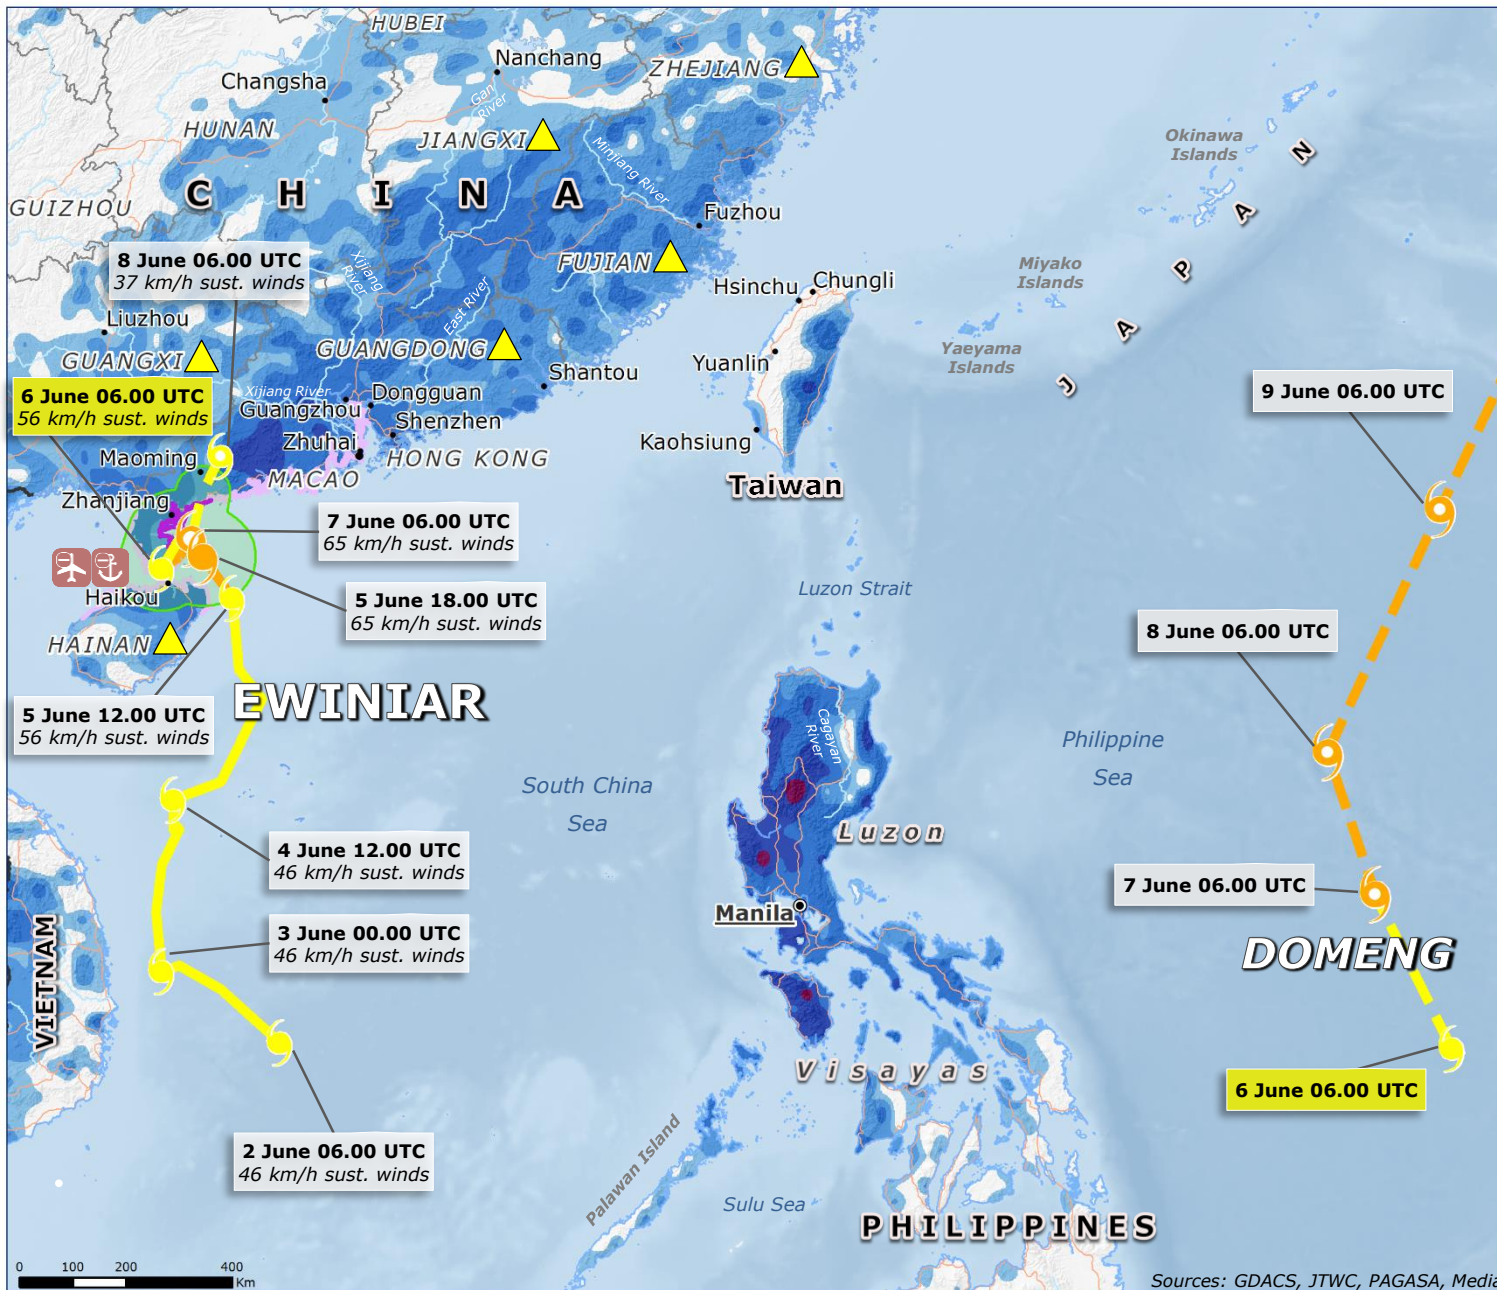 HUBEI
Nanchang
ZHEJIANG
Changsha
Gan
River
HUNAN
JIANGXI
Minjiang River
Okinawa
Islands
C H I N A
GUIZHOU
Fuzhou
8 June 06.00 UTC
37 km/h sust. winds
Xijiang
River
FUJIAN
Miyako
Islands
J A P A N
Hsinchu
Chungli
East River
Liuzhou
GUANGXI
GUANGDONG
Yuanlin
Yaeyama
Islands
Shantou
6 June 06.00 UTC
56 km/h sust. winds
Xijiang River
Dongguan
Guangzhou
Shenzhen
9 June 06.00 UTC
Zhuhai
HONG KONG
Kaohsiung
Maoming
MACAO
Taiwan
Zhanjiang
7 June 06.00 UTC
65 km/h sust. winds
Haikou
5 June 18.00 UTC
65 km/h sust. winds
Luzon Strait
HAINAN
8 June 06.00 UTC
EWINIAR
5 June 12.00 UTC
56 km/h sust. winds
Cagayan
River
Philippine
Sea
South China
Sea
Luzon
4 June 12.00 UTC
46 km/h sust. winds
7 June 06.00 UTC
Manila
3 June 00.00 UTC
46 km/h sust. winds
VIETNAM
DOMENG
Visayas
6 June 06.00 UTC
2 June 06.00 UTC
46 km/h sust. winds
Palawan Island
Sulu Sea
PHILIPPINES
0 100 200 400
Km
Sources: GDACS, JTWC, PAGASA, Media